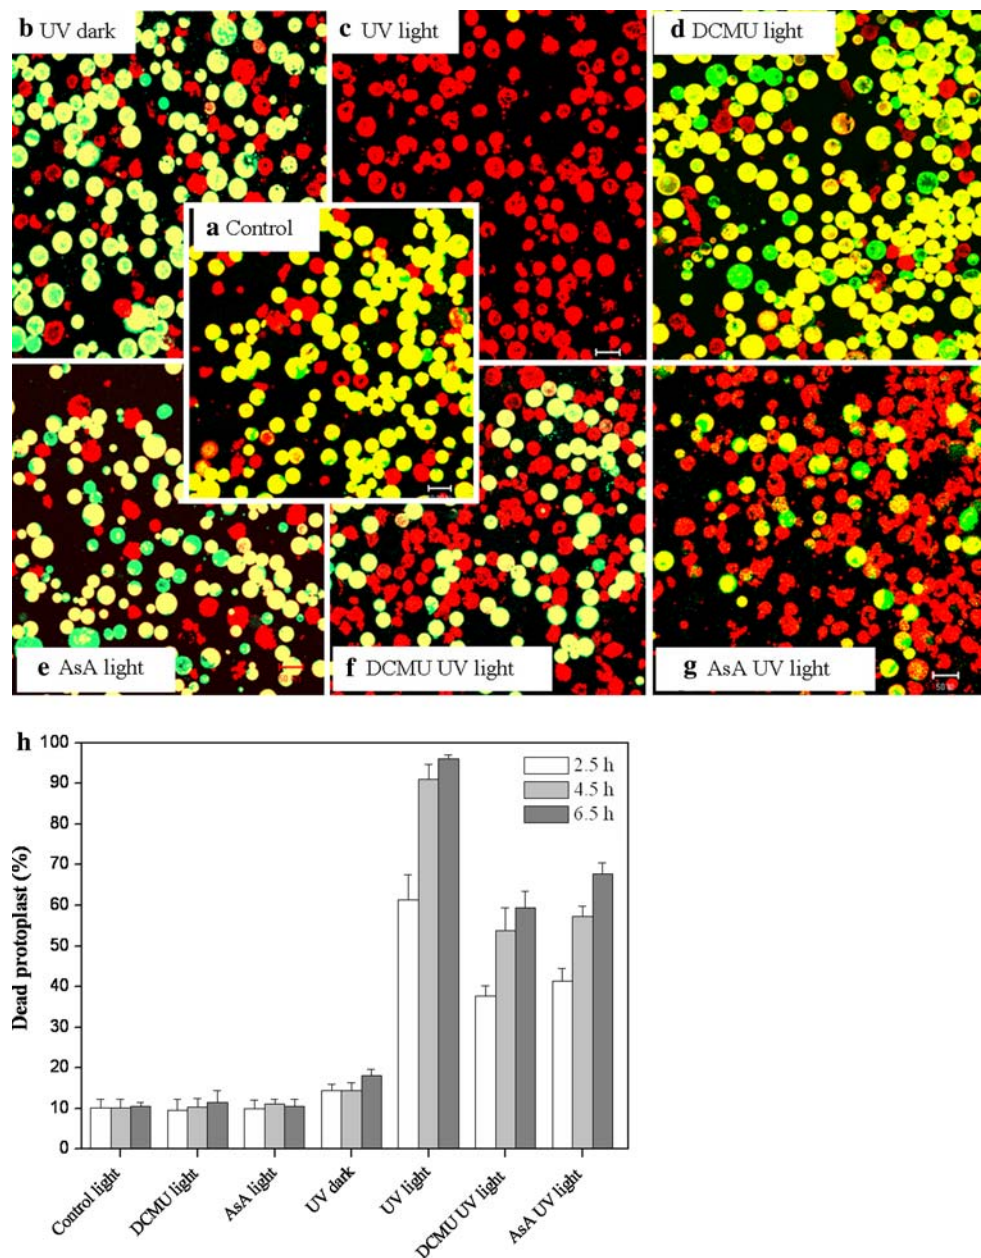 b UV dark
c UV light
d DCMU light
a Control
e AsA light
f DCMU UV light
g AsA UV light
h
100
90
80
70
60
50
40
30
20
10
0
Dead protoplast (%)
2.5 h
4.5 h
6.5 h
Control light
DCMU light
AsA light
UV dark
UV light
DCMU UV light
AsA UV light